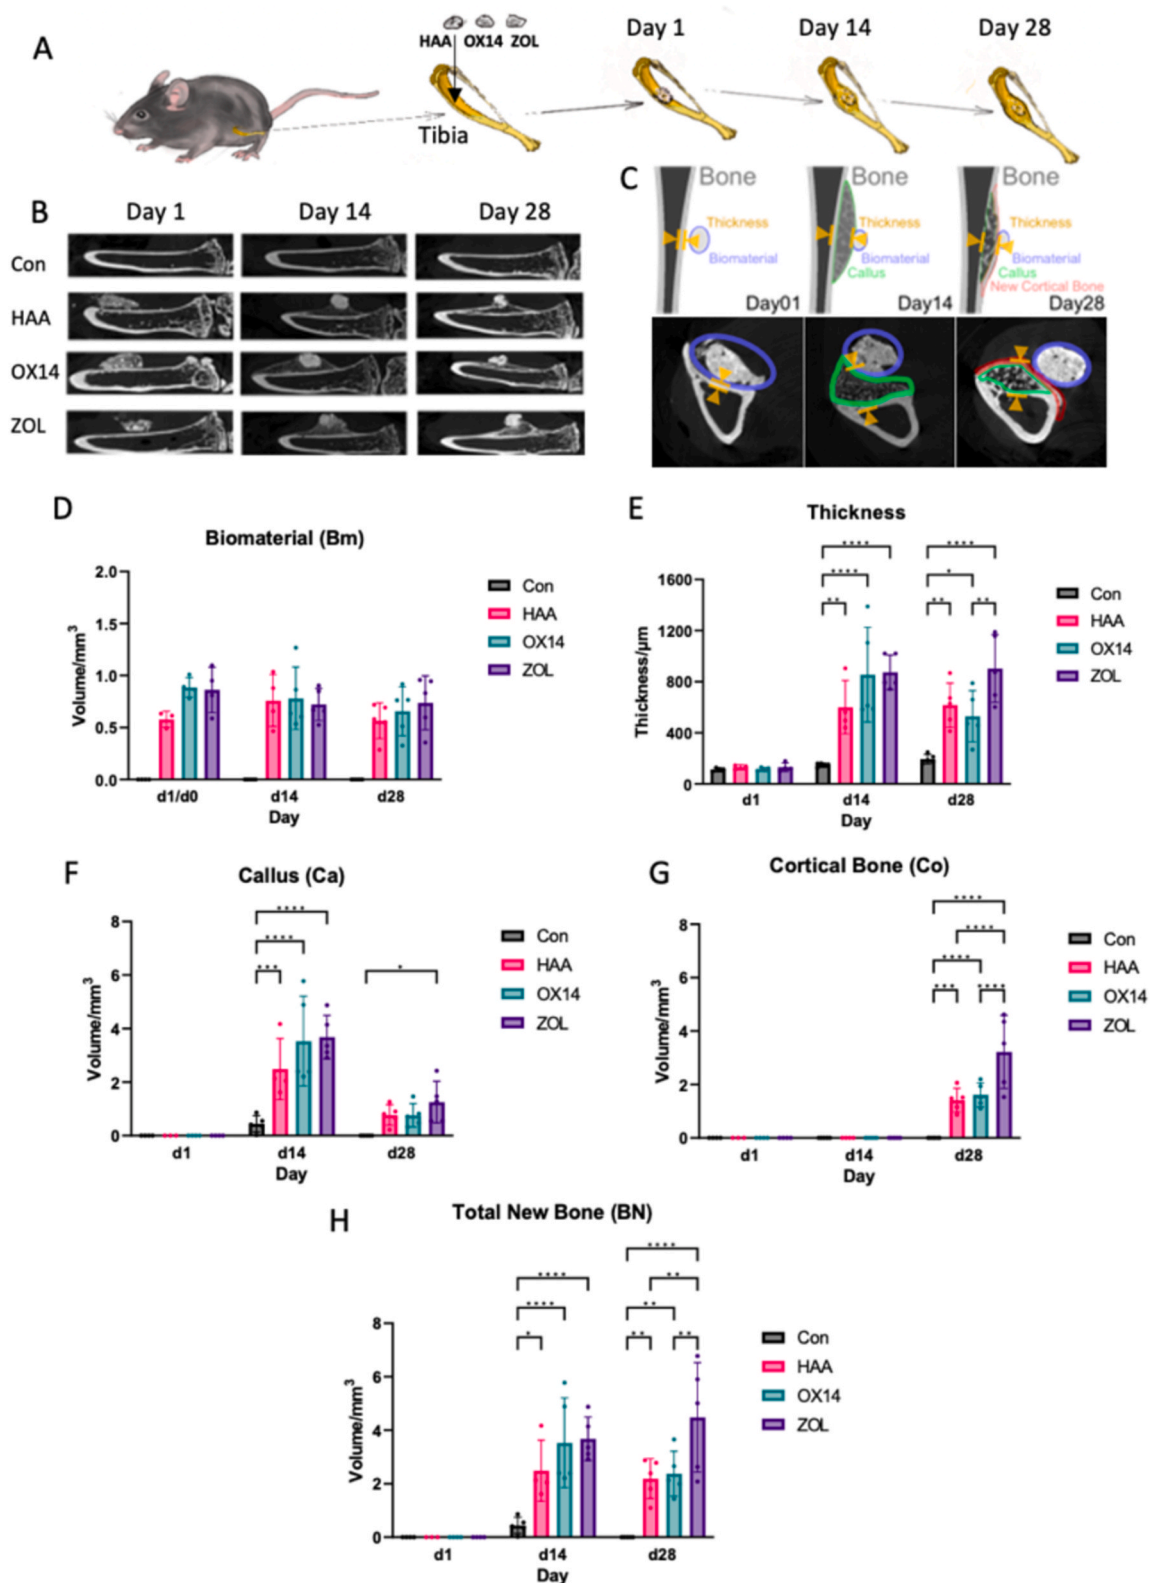 A
HAA OX14 ZOL
Day 1
Day 14
Day 28
Tibia
B
Day 1 Day 14 Day 28
Con
HAA
OX14
ZOL
C
Bone
Thickness
Biomaterial
Day01
Bone
Thickness
Biomaterial
Callus
Day14
Bone
Thickness
Biomaterial
Callus
New Cortical Bone
Day28
D
Biomaterial (Bm)
Volume/mm³
2.0
1.5
1.0
0.5
0.0
d1/d0 d14 d28
Day
Con
HAA
OX14
ZOL
E
Thickness
Thickness/µm
1600
1200
800
400
0
**** ****
**** *
** ** **
d1 d14 d28
Day
Con
HAA
OX14
ZOL
F
Callus (Ca)
Volume/mm³
8
6
4
2
0
****
****
*** *
d1 d14 d28
Day
Con
HAA
OX14
ZOL
G
Cortical Bone (Co)
Volume/mm³
8
6
4
2
0
****
****
****
*** ****
d1 d14 d28
Day
Con
HAA
OX14
ZOL
H
Total New Bone (BN)
Volume/mm³
8
6
4
2
0
****
**** **
**** **
* ** **
d1 d14 d28
Day
Con
HAA
OX14
ZOL